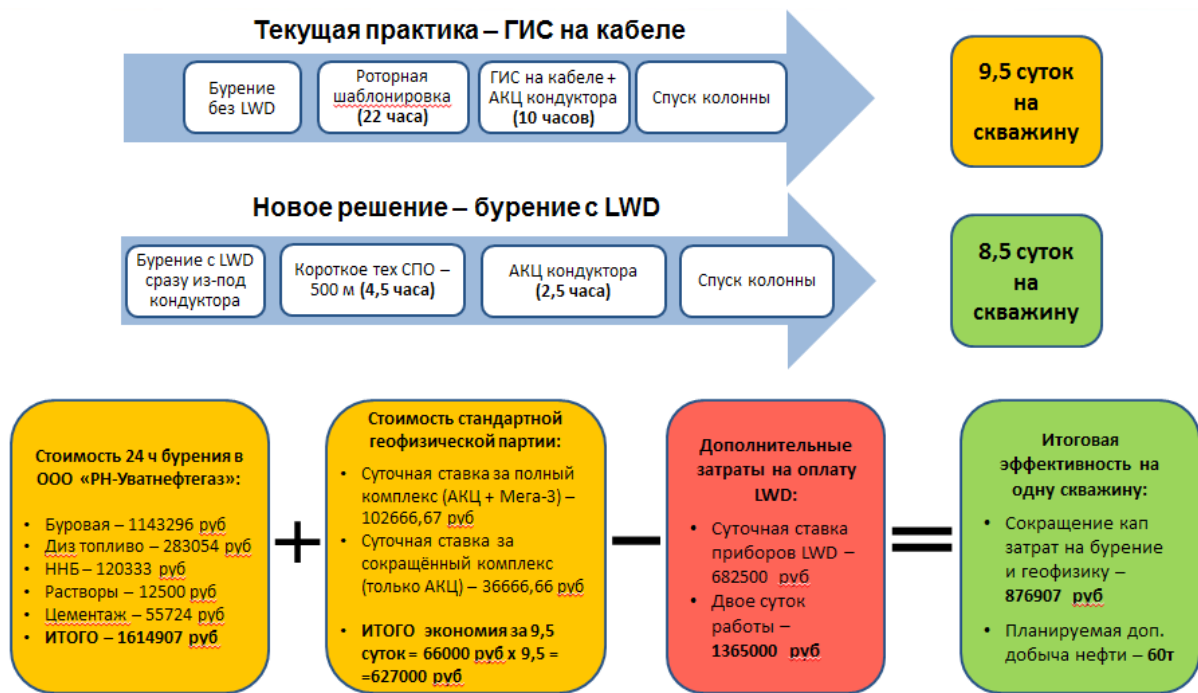 Текущая практика – ГИС на кабеле
Бурение
без LWD
Роторная
шаблонировка
(22 часа)
ГИС на кабеле +
АКЦ кондуктора
(10 часов)
Спуск колонны
9,5 суток
на
скважину
Новое решение – бурение с LWD
Бурение с LWD
сразу из-под
кондуктора
Короткое тех СПО –
500 м (4,5 часа)
АКЦ кондуктора
(2,5 часа)
Спуск колонны
8,5 суток
на
скважину
Стоимость 24 ч бурения в
ООО «РН-Уватнефтегаз»:
• Буровая – 1143296 руб
• Диз топливо – 283054 руб
• ННБ – 120333 руб
• Растворы – 12500 руб
• Цементаж – 55724 руб
• ИТОГО – 1614907 руб
+
Стоимость стандартной
геофизической партии:
• Суточная ставка за полный
комплекс (АКЦ + Мега-3) –
102666,67 руб
• Суточная ставка за
сокращённый комплекс
(только АКЦ) – 36666,66 руб
• ИТОГО экономия за 9,5
суток = 66000 руб х 9,5 =
=627000 руб
–
Дополнительные
затраты на оплату
LWD:
• Суточная ставка
приборов LWD –
682500 руб
• Двое суток
работы –
1365000 руб
=
Итоговая
эффективность на
одну скважину:
• Сокращение кап
затрат на бурение
и геофизику –
876907 руб
• Планируемая доп.
добыча нефти – 60т